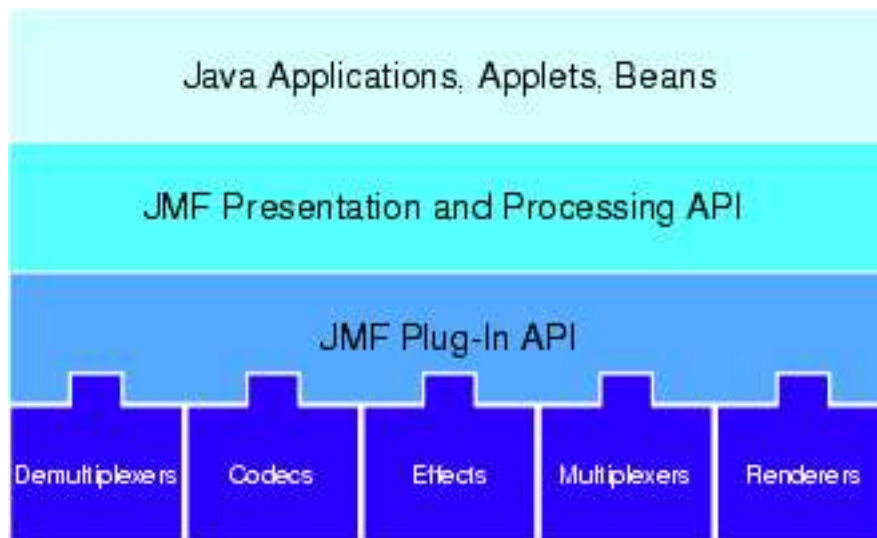 Java Applications, Applets, Beans
JMF Presentation and Processing API
JMF Plug-In API
Demultiplexers
Codecs
Effects
Multiplexers
Renderers